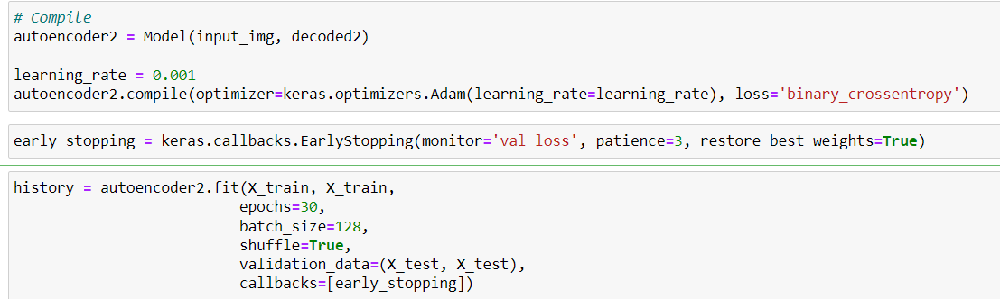 # Compile
autoencoder2 = Model(input_img, decoded2)
learning_rate = 0.001
autoencoder2.compile(optimizer=keras.optimizers.Adam(learning_rate=learning_rate), loss='binary_crossentropy')
early_stopping = keras.callbacks.EarlyStopping(monitor='val_loss', patience=3, restore_best_weights=True)
history = autoencoder2.fit(X_train, X_train,
epochs=30,
batch_size=128,
shuffle=True,
validation_data=(X_test, X_test),
callbacks=[early_stopping])